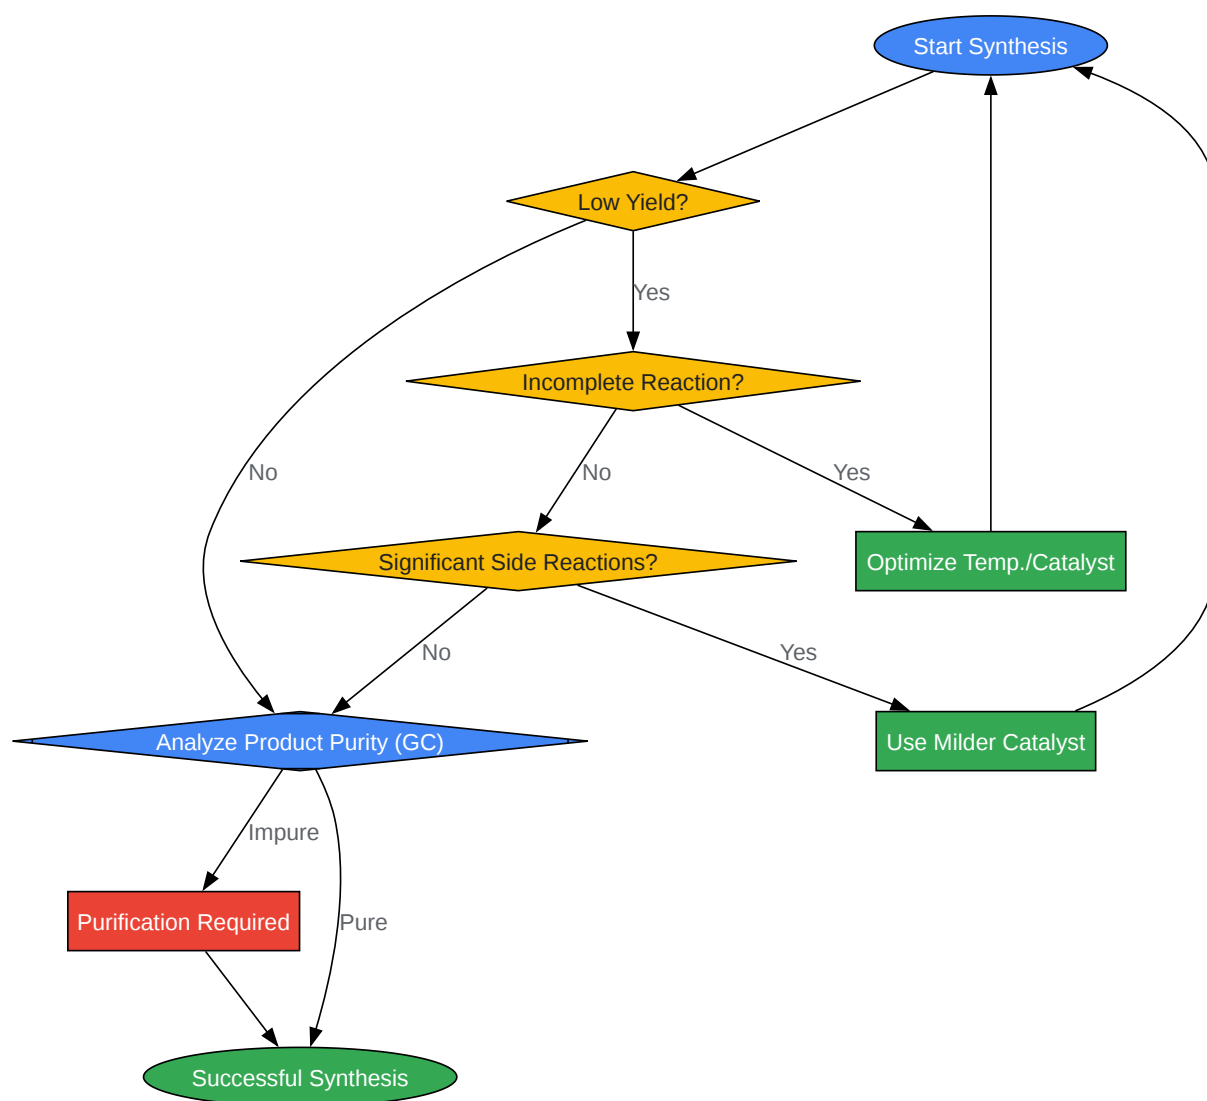 Start Synthesis
Low Yield?
Yes
Incomplete Reaction?
No
No
Yes
Significant Side Reactions?
Optimize Temp./Catalyst
No
Yes
Analyze Product Purity (GC)
Use Milder Catalyst
Impure
Purification Required
Pure
Successful Synthesis